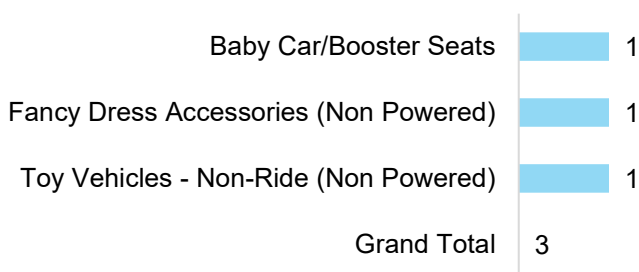 Baby Car/Booster Seats 1
Fancy Dress Accessories (Non Powered) 1
Toy Vehicles - Non-Ride (Non Powered) 1
Grand Total 3